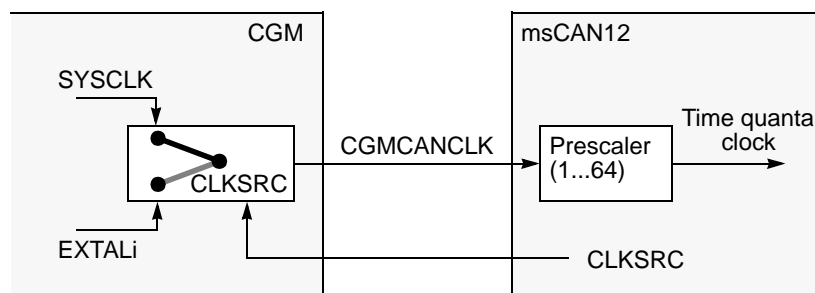 CGM
msCAN12
SYSCLK
CGMCANCLK
Prescaler
(1...64)
Time quanta
clock
CLKSRC
EXTALi
CLKSRC